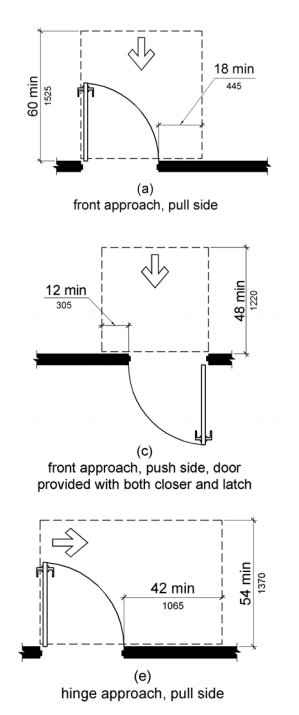 60 min
1525
18 min
445
(a)
front approach, pull side
12 min
305
48 min
1220
(c)
front approach, push side, door
provided with both closer and latch
42 min
1065
54 min
1370
(e)
hinge approach, pull side